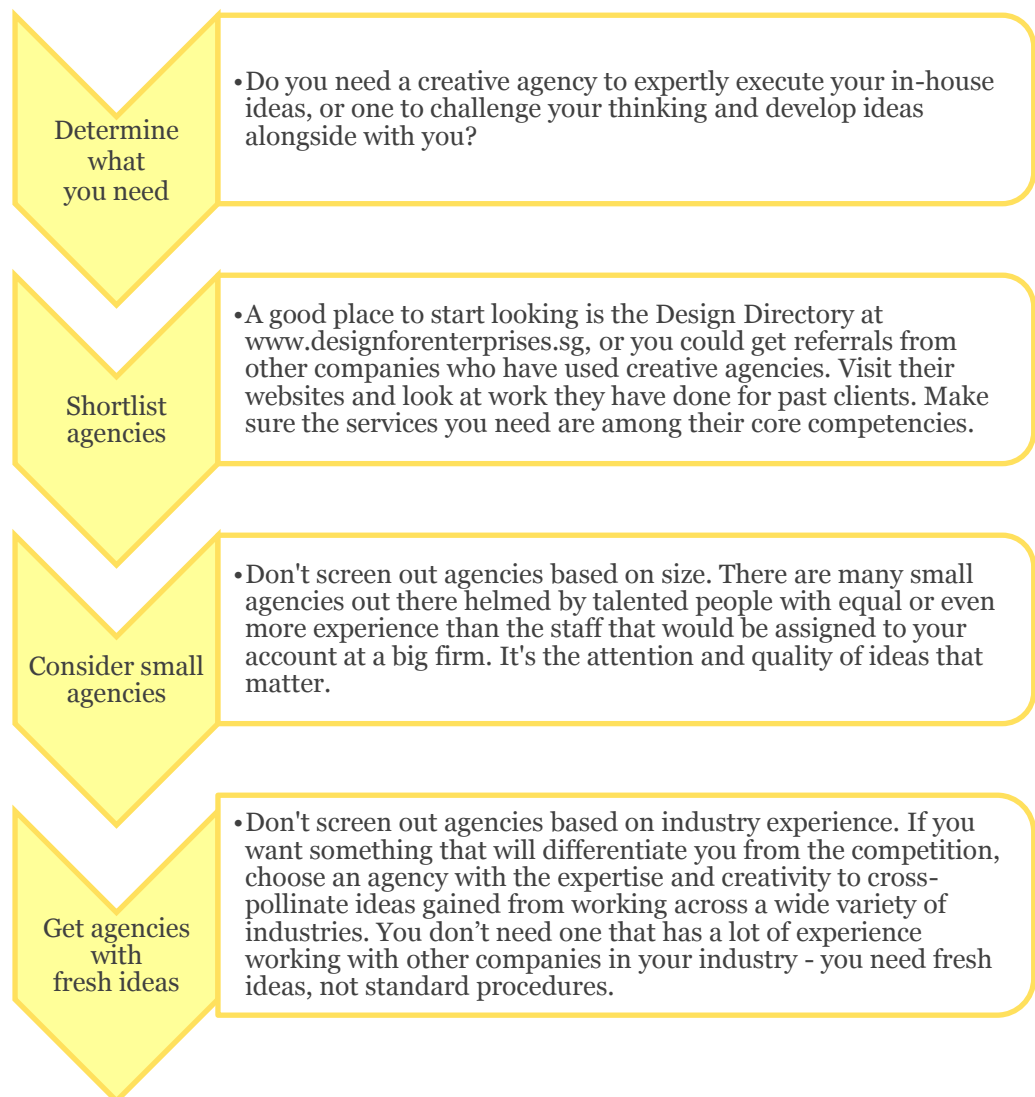 Determine
what
you need
•Do you need a creative agency to expertly execute your in-house
ideas, or one to challenge your thinking and develop ideas
alongside with you?
Shortlist
agencies
•A good place to start looking is the Design Directory at
www.designforenterprises.sg, or you could get referrals from
other companies who have used creative agencies. Visit their
websites and look at work they have done for past clients. Make
sure the services you need are among their core competencies.
Consider small
agencies
•Don't screen out agencies based on size. There are many small
agencies out there helmed by talented people with equal or even
more experience than the staff that would be assigned to your
account at a big firm. It's the attention and quality of ideas that
matter.
Get agencies
with
fresh ideas
•Don't screen out agencies based on industry experience. If you
want something that will differentiate you from the competition,
choose an agency with the expertise and creativity to cross-
pollinate ideas gained from working across a wide variety of
industries. You don’t need one that has a lot of experience
working with other companies in your industry - you need fresh
ideas, not standard procedures.